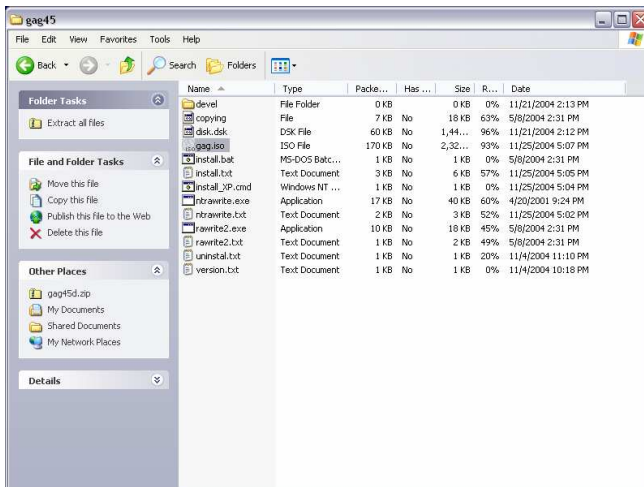 gag45
File Edit View Favorites Tools Help
Back Search Folders
Folder Tasks
Extract all files
File and Folder Tasks
Move this file
Copy this file
Publish this file to the Web
Delete this file
Other Places
gag45d.zip
My Documents
Shared Documents
My Network Places
Details
Name Type Packe... Has ... Size R... Date
devel File Folder 0 KB 0 KB 0% 11/21/2004 2:13 PM
copying File 7 KB No 18 KB 63% 5/8/2004 2:31 PM
disk.dsk DSK File 60 KB No 1,44... 96% 11/21/2004 2:12 PM
gag.iso ISO File 170 KB No 2,32... 93% 11/25/2004 5:07 PM
install.bat MS-DOS Batc... 1 KB No 1 KB 0% 5/8/2004 2:31 PM
install.txt Text Document 3 KB No 6 KB 57% 11/25/2004 5:05 PM
install_XP.cmd Windows NT ... 1 KB No 1 KB 0% 11/25/2004 5:04 PM
ntrawrite.exe Application 17 KB No 40 KB 60% 4/20/2001 9:24 PM
ntrawrite.txt Text Document 2 KB No 3 KB 52% 11/25/2004 5:02 PM
rawrite2.exe Application 10 KB No 18 KB 45% 5/8/2004 2:31 PM
rawrite2.txt Text Document 1 KB No 2 KB 49% 5/8/2004 2:31 PM
uninstal.txt Text Document 1 KB No 1 KB 20% 11/4/2004 11:10 PM
version.txt Text Document 1 KB No 1 KB 0% 11/4/2004 10:18 PM